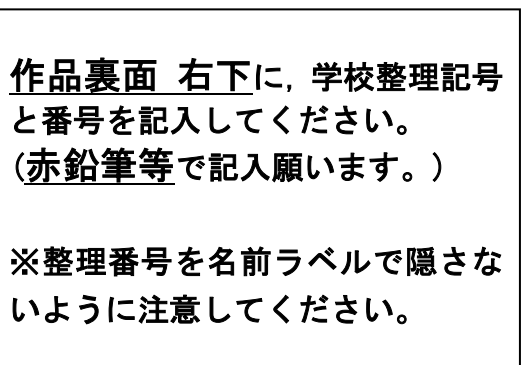 作品裏面 右下に,学校整理記号
と番号を記入してください。
(赤鉛筆等で記入願います。)
※整理番号を名前ラベルで隠さな
いように注意してください。